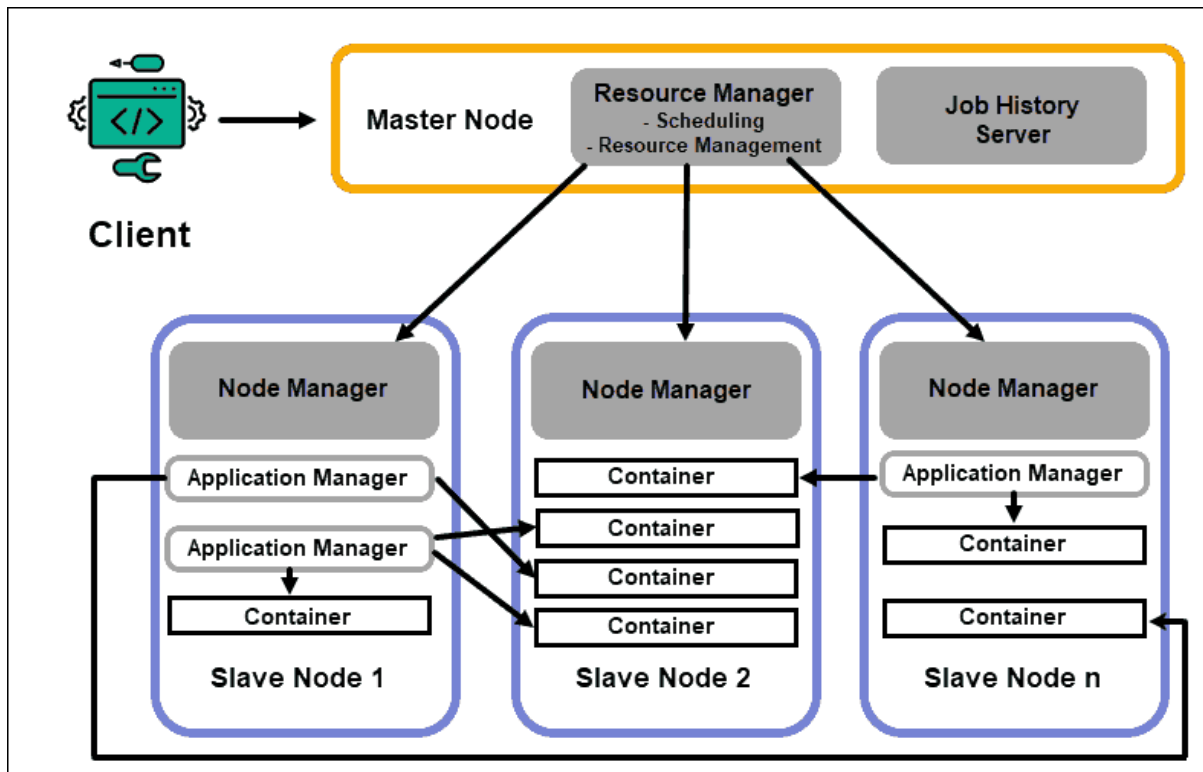 </>
Client
Master Node
Resource Manager
- Scheduling
- Resource Management
Job History
Server
Node Manager
Application Manager
Application Manager
Container
Slave Node 1
Node Manager
Container
Container
Container
Container
Slave Node 2
Node Manager
Application Manager
Container
Container
Slave Node n